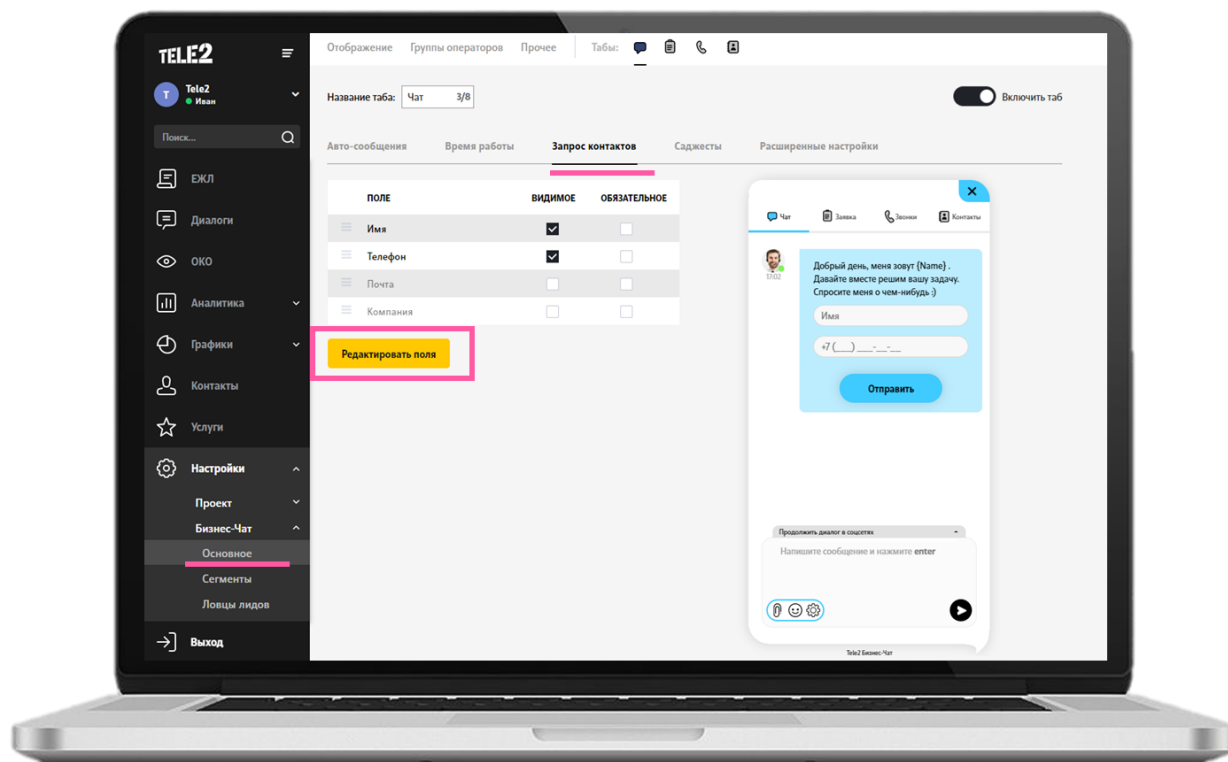 TELE2
Т
Tele2
Иван
Поиск...
ЕЖЛ
Диалоги
ОКО
Аналитика
Графики
Контакты
Услуги
Настройки
Проект
Бизнес-Чат
Основное
Сегменты
Ловцы лидов
Выход
Отображение Группы операторов Прочее Табы:
Название таба: Чат 3/8 Включить таб
Авто-сообщения Время работы Запрос контактов Саджесты Расширенные настройки
ПОЛЕ ВИДИМОЕ ОБЯЗАТЕЛЬНОЕ
Имя
Телефон
Почта
Компания
Редактировать поля
Чат Заявка Звонки Контакты
17:02
Добрый день, меня зовут {Name} .
Давайте вместе решим вашу задачу.
Спросите меня о чем-нибудь :)
Имя
+7 (___) ___-__-__
Отправить
Продолжить диалог в соцсетях
Напишите сообщение и нажмите enter
Tele2 Бизнес-Чат